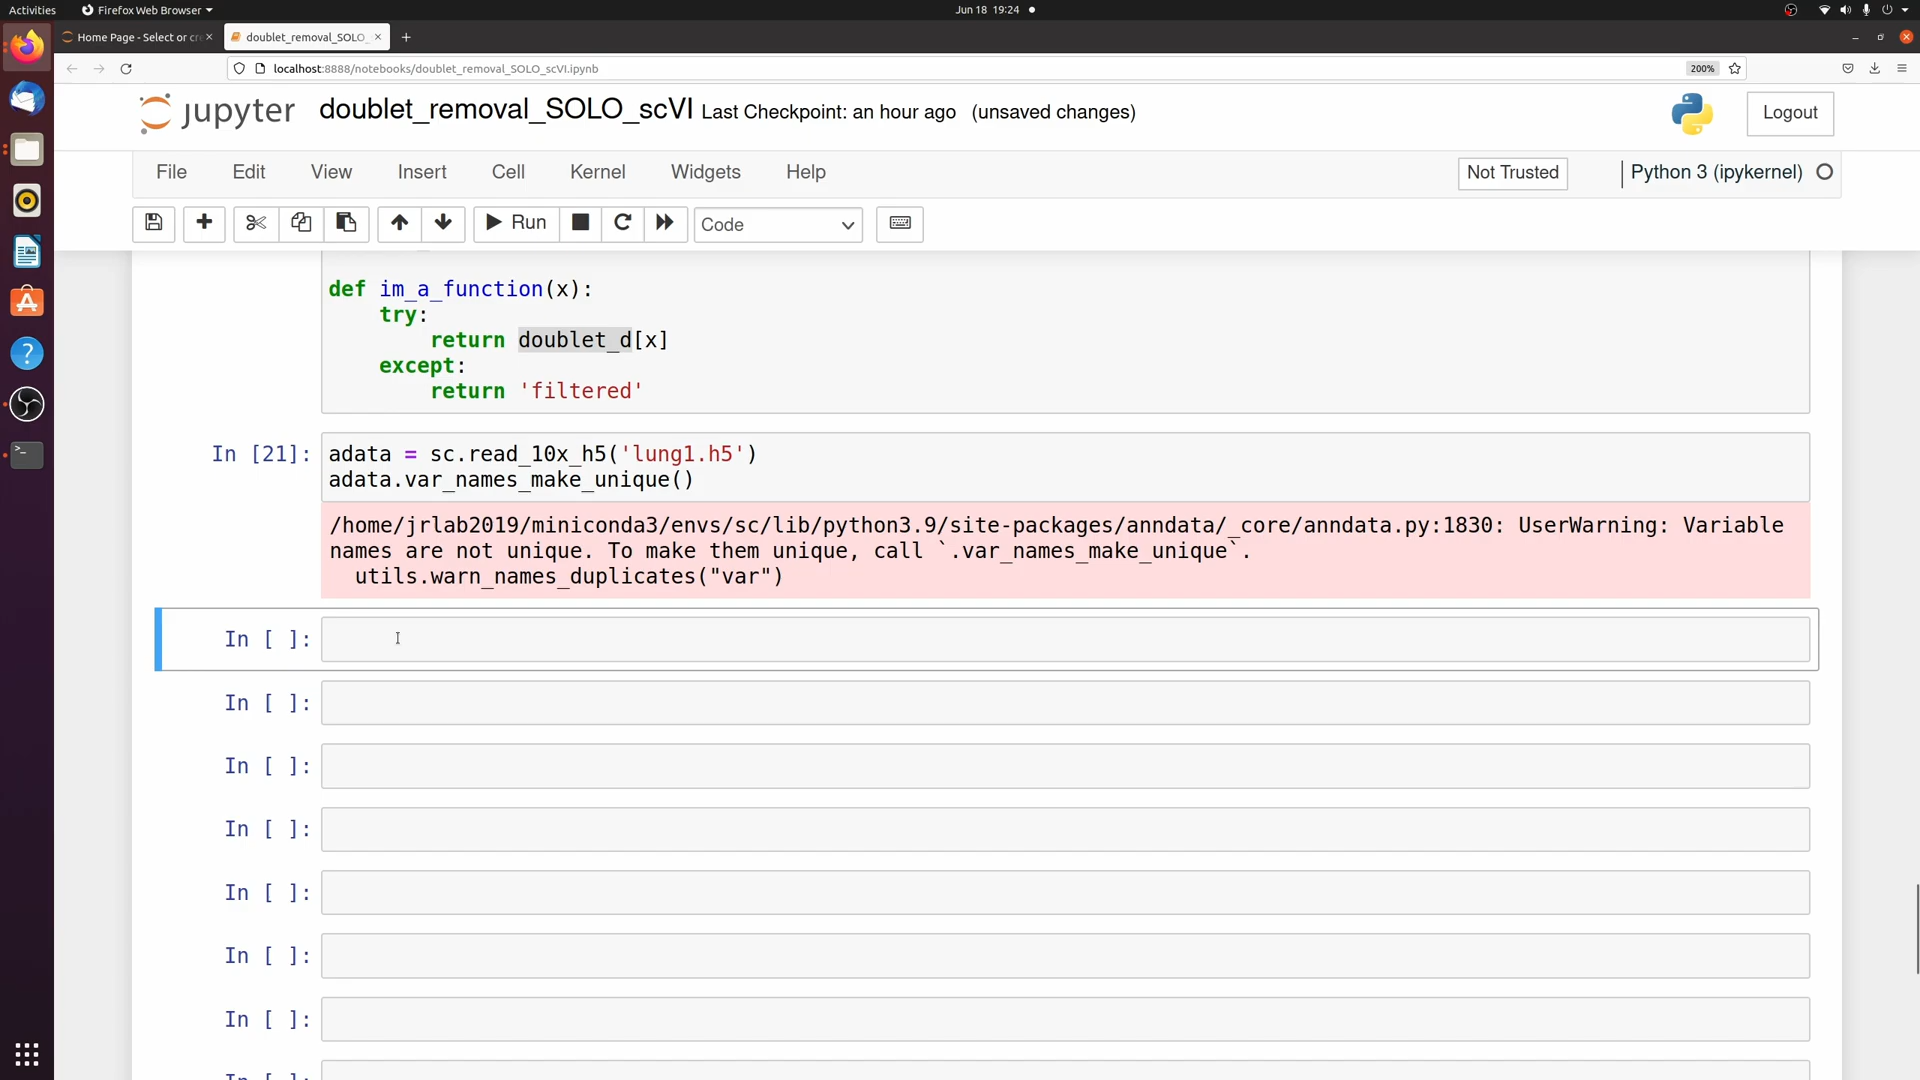 Activities
Firefox Web Browser
Jun 18 19:24
Home Page - Select or cre
doublet_removal_SOLO_
localhost:8888/notebooks/doublet_removal_SOLO_scVI.ipynb
200%
jupyter
doublet_removal_SOLO_scVI Last Checkpoint: an hour ago (unsaved changes)
Logout
File
Edit
View
Insert
Cell
Kernel
Widgets
Help
Not Trusted
Python 3 (ipykernel)
Run
Code
def im_a_function(x):
    try:
        return doublet_d[x]
    except:
        return 'filtered'
In [21]:
adata = sc.read_10x_h5('lung1.h5')
adata.var_names_make_unique()
/home/jrlab2019/miniconda3/envs/sc/lib/python3.9/site-packages/anndata/_core/anndata.py:1830: UserWarning: Variable
names are not unique. To make them unique, call `.var_names_make_unique`.
  utils.warn_names_duplicates("var")
In [ ]:
In [ ]:
In [ ]:
In [ ]:
In [ ]:
In [ ]:
In [ ]: